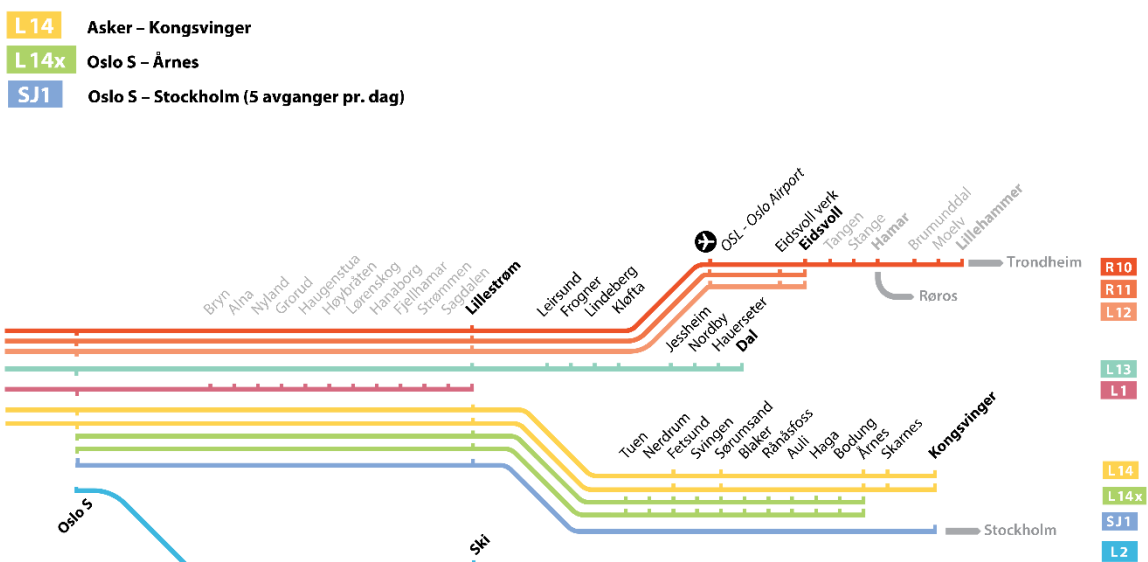 L14 Asker – Kongsvinger
L14x Oslo S – Årnes
SJ1 Oslo S – Stockholm (5 avganger pr. dag)
OSL - Oslo Airport
Eidsvoll verk
Eidsvoll
Tangen
Stange
Hamar
Brumunddal
Moelv
Lillehammer
Trondheim
R10
Røros
R11
L12
Bryn
Alna
Nyland
Grorud
Haugenstua
Høybråten
Lørenskog
Hanaborg
Fjellhamar
Strømmen
Sagdalen
Lillestrøm
Leirsund
Frogner
Lindeberg
Kløfta
Jessheim
Nordby
Hauerseter
Dal
L13
L1
Tuen
Nerdrum
Fetsund
Svingen
Sørumsand
Blaker
Rånåsfoss
Auli
Haga
Bodung
Årnes
Skarnes
Kongsvinger
L14
L14x
SJ1
Stockholm
Oslo S
Ski
L2